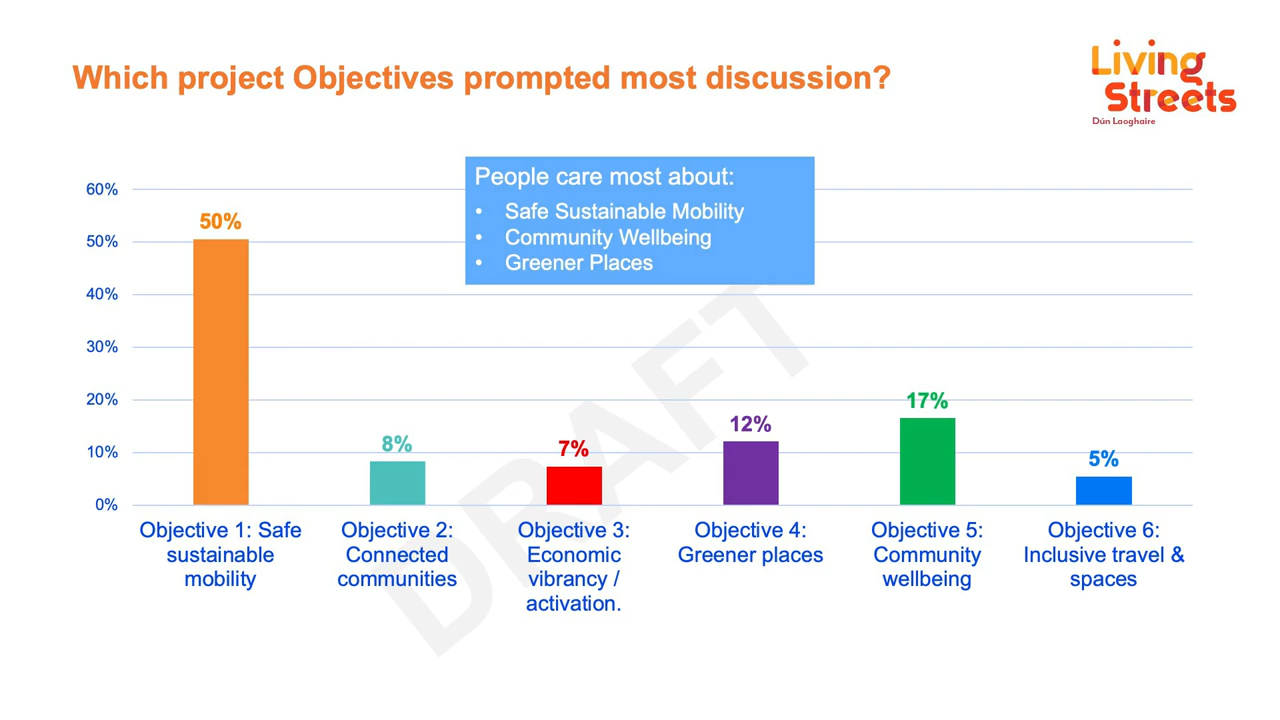 Which project Objectives prompted most discussion?
Living
Streets
Dún Laoghaire
People care most about:
• Safe Sustainable Mobility
• Community Wellbeing
• Greener Places
60%
50%
40%
30%
20%
10%
0%
50%
8%
7%
12%
17%
5%
Objective 1: Safe
sustainable
mobility
Objective 2:
Connected
communities
Objective 3:
Economic
vibrancy /
activation.
Objective 4:
Greener places
Objective 5:
Community
wellbeing
Objective 6:
Inclusive travel &
spaces
DRAFT